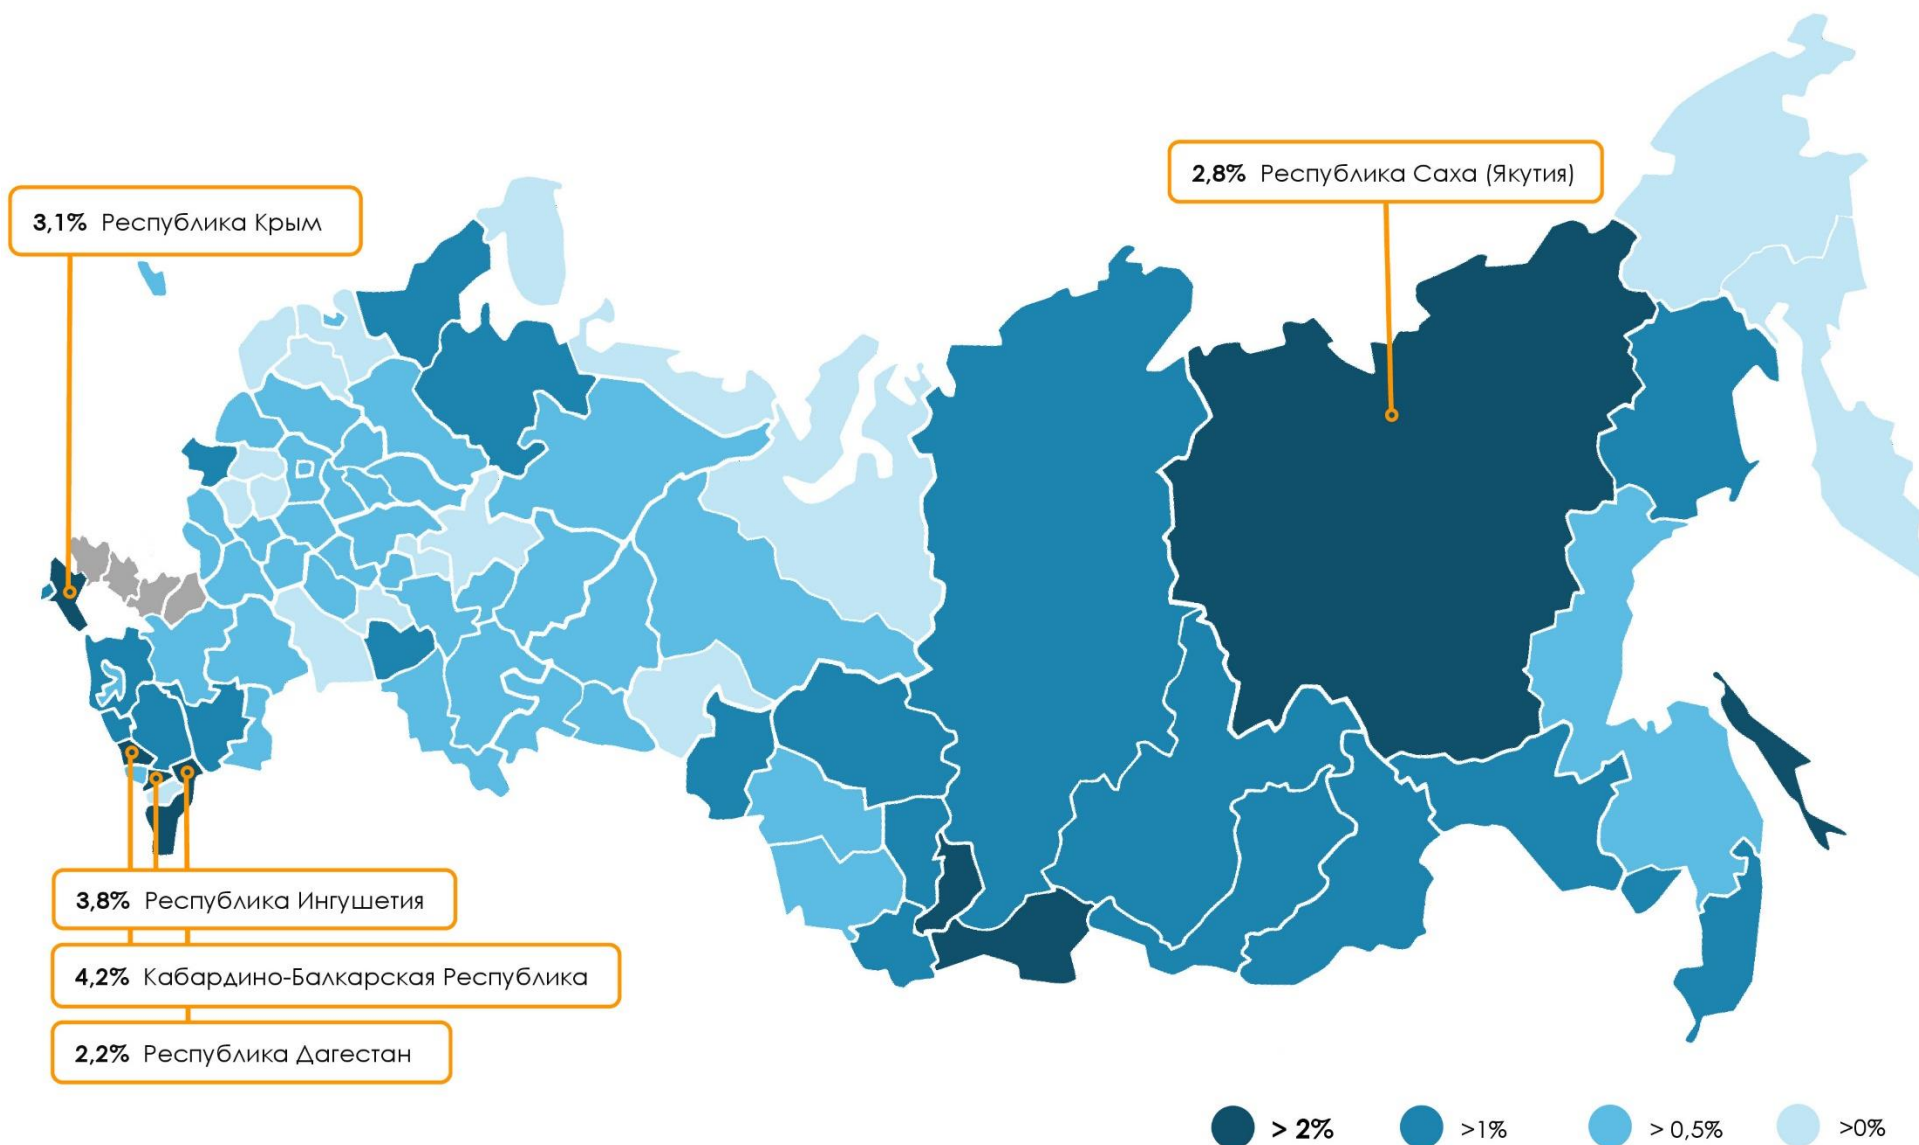 2,8% Республика Саха (Якутия)
3,1% Республика Крым
3,8% Республика Ингушетия
4,2% Кабардино-Балкарская Республика
2,2% Республика Дагестан
> 2% >1% > 0,5% >0%